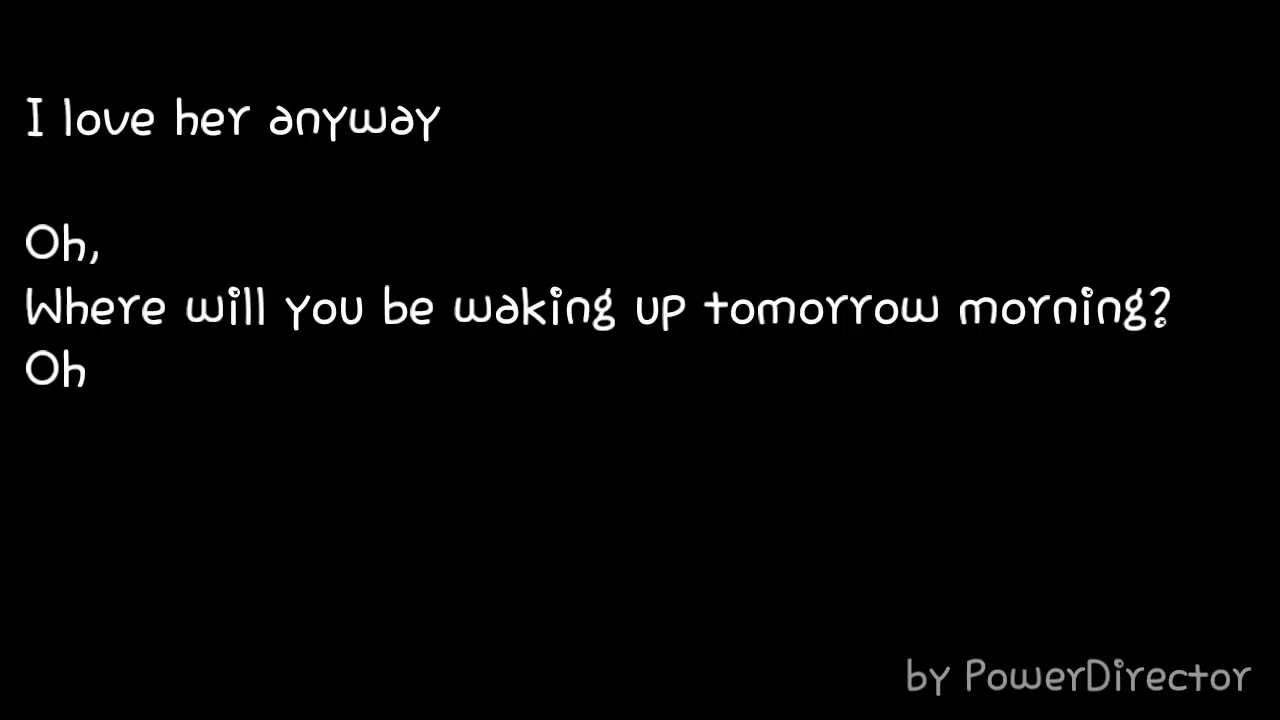 I love her anyway
Oh,
Where will you be waking up tomorrow morning?
Oh
by PowerDirector